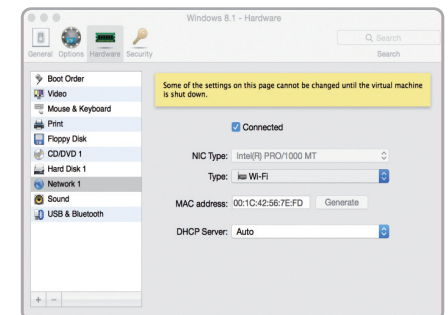 Windows 8.1 - Hardware
Search
General Options Hardware Security
Search
Boot Order
Video
Mouse & Keyboard
Print
Floppy Disk
CD/DVD 1
Hard Disk 1
Network 1
Sound
USB & Bluetooth
Some of the settings on this page cannot be changed until the virtual machine
is shut down.
Connected
NIC Type: Intel(R) PRO/1000 MT
Type: Wi-Fi
MAC address: 00:1C:42:56:7E:FD Generate
DHCP Server: Auto
+ -